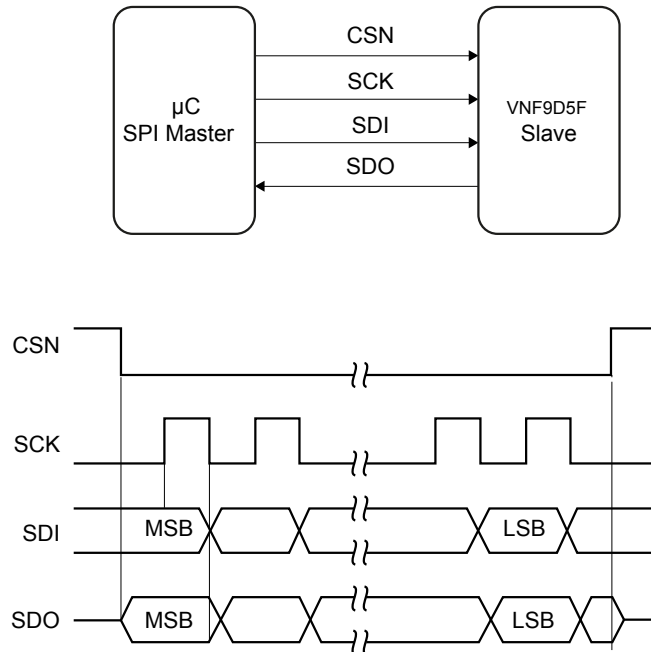 CSN
SCK
SDI
SDO
µC
SPI Master
VNF9D5F
Slave
CSN
SCK
SDI
MSB
LSB
SDO
MSB
LSB